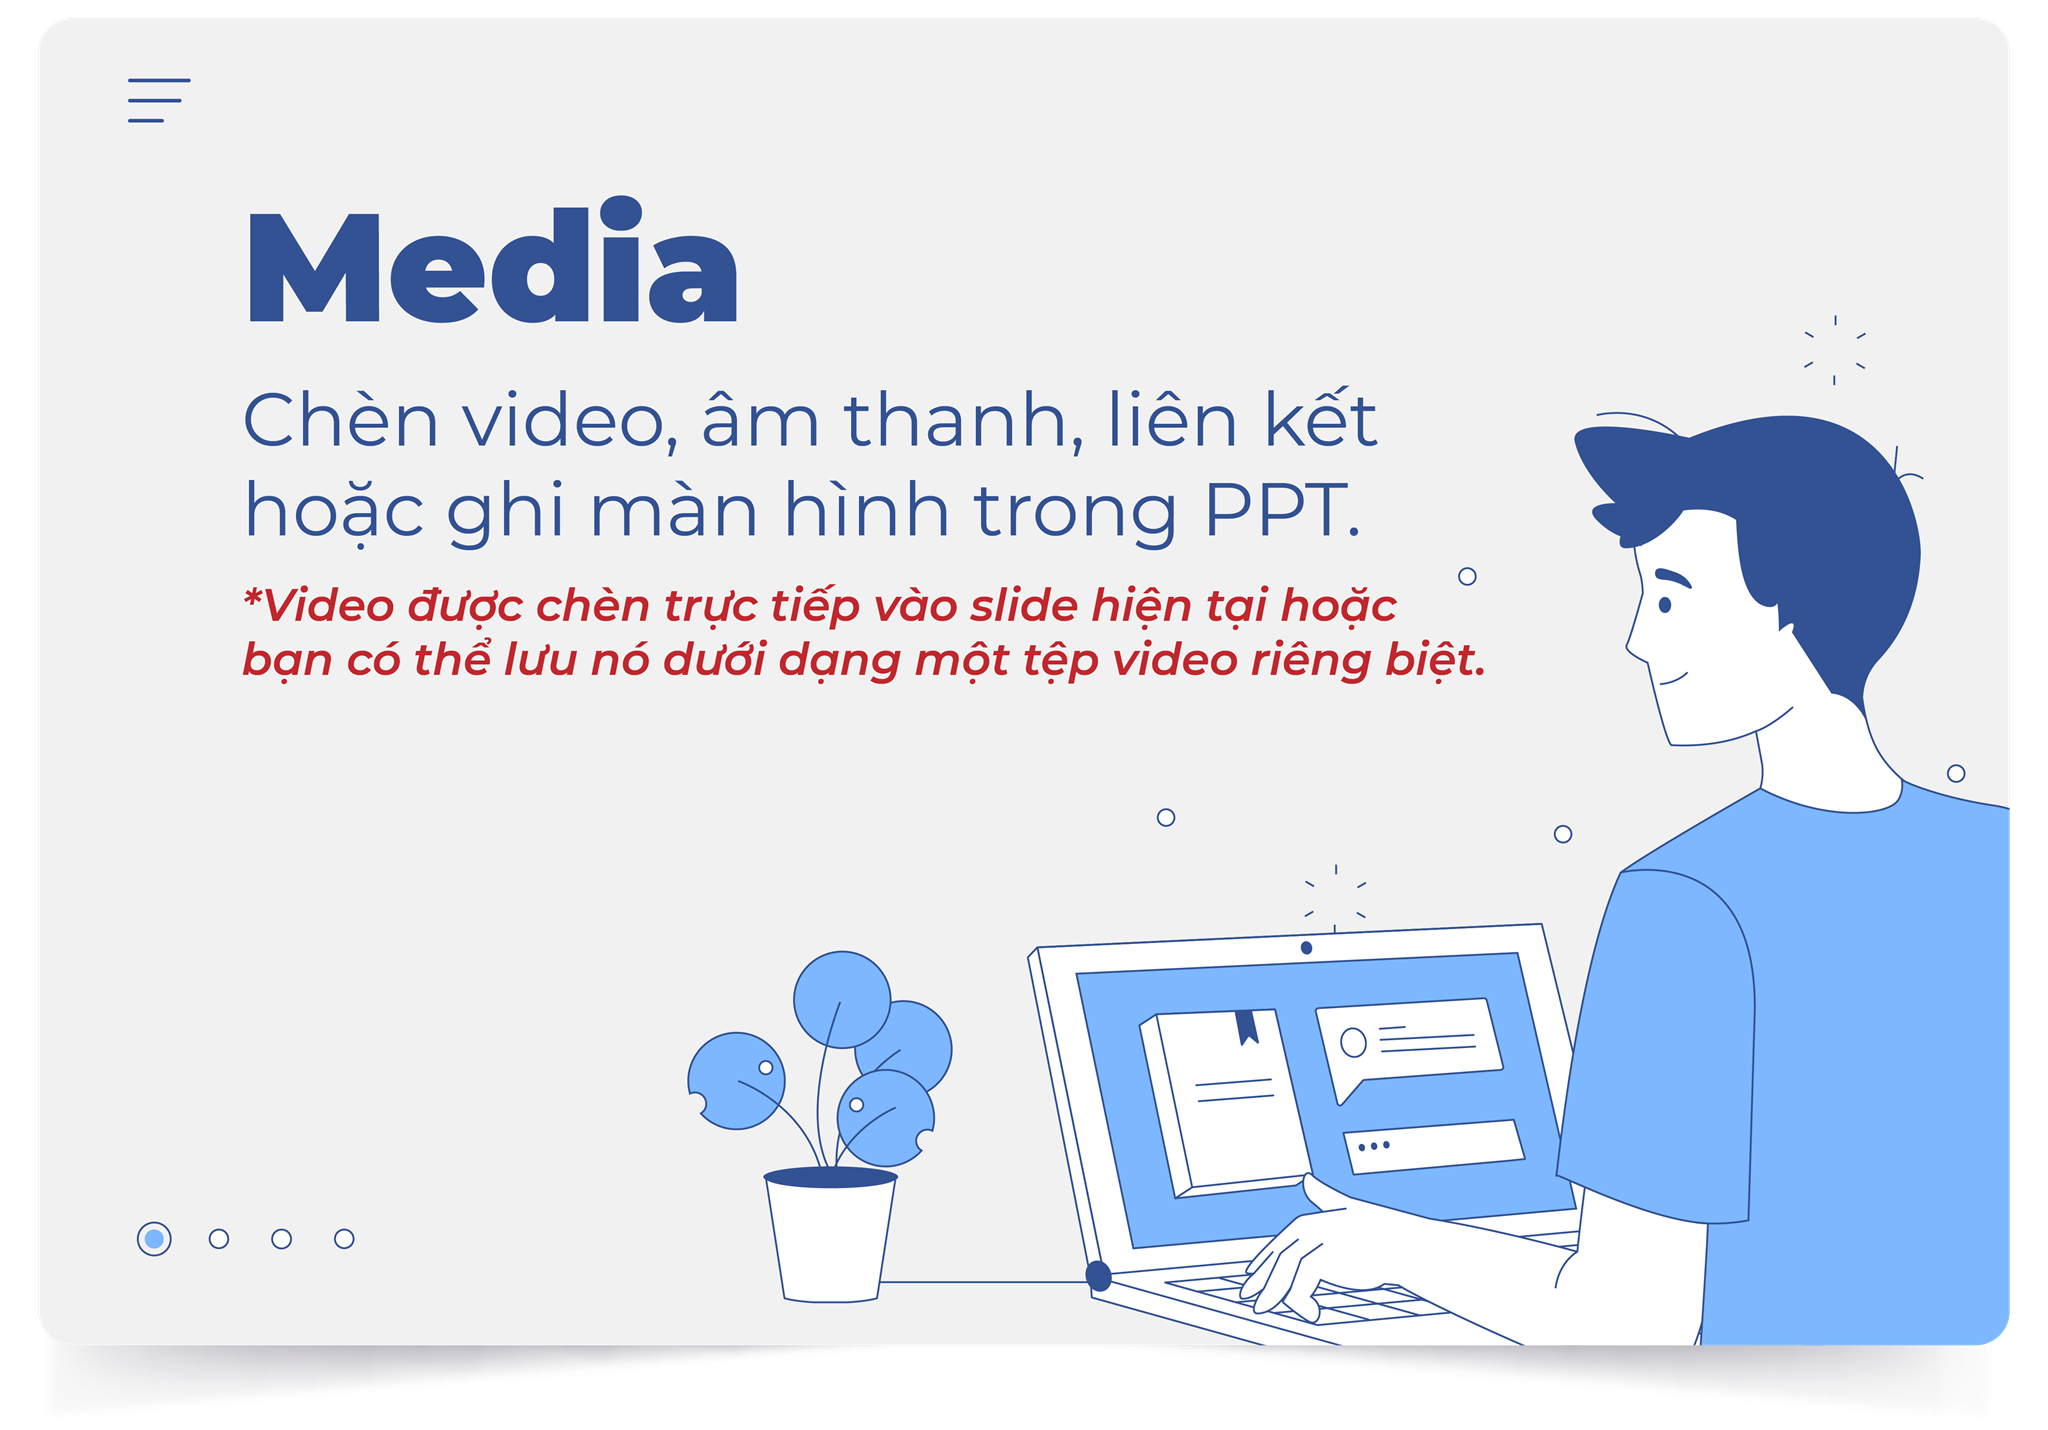 Media
Chèn video, âm thanh, liên kết
hoặc ghi màn hình trong PPT.
*Video được chèn trực tiếp vào slide hiện tại hoặc
bạn có thể lưu nó dưới dạng một tệp video riêng biệt.